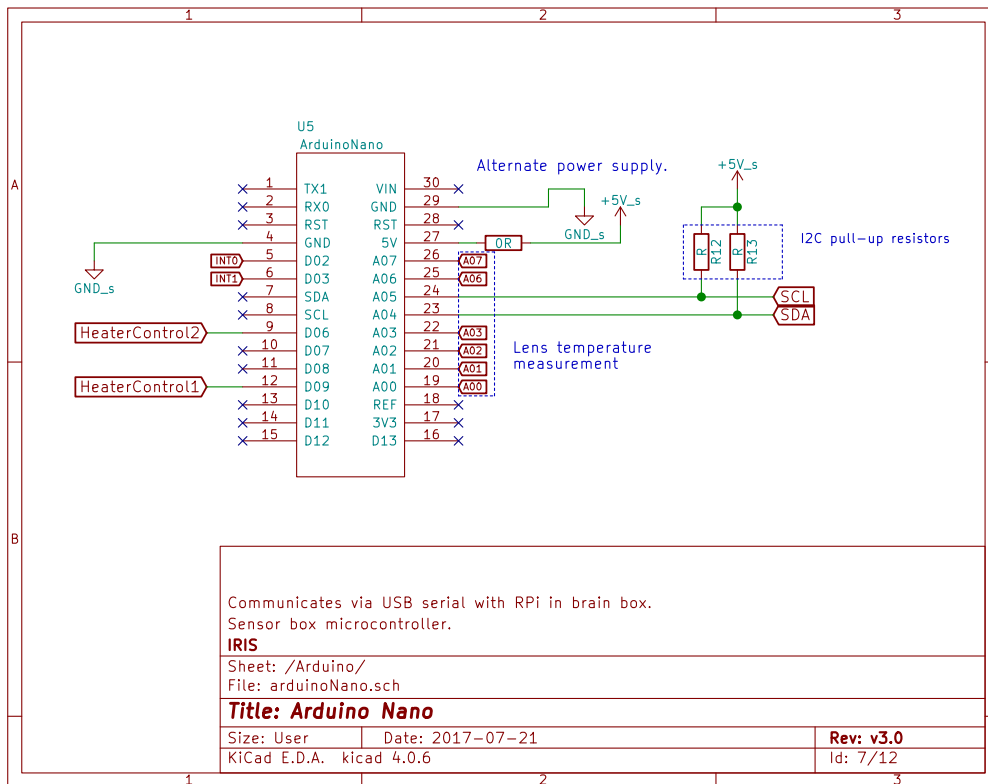 1 2 3
A
B
U5
ArduinoNano
1 TX1
2 RX0
3 RST
4 GND
5 D02
6 D03
7 SDA
8 SCL
9 D06
10 D07
11 D08
12 D09
13 D10
14 D11
15 D12
VIN 30
GND 29
RST 28
5V 27
A07 26
A06 25
A05 24
A04 23
A03 22
A02 21
A01 20
A00 19
REF 18
3V3 17
D13 16
GND_s
INT0
INT1
HeaterControl2
HeaterControl1
Alternate power supply.
GND_s
+5V_s
0R
A07
A06
A03
A02
A01
A00
Lens temperature
measurement
+5V_s
R R12
R R13
I2C pull-up resistors
SCL
SDA
Communicates via USB serial with RPi in brain box.
Sensor box microcontroller.
IRIS
Sheet: /Arduino/
File: arduinoNano.sch
Title: Arduino Nano
Size: User Date: 2017-07-21 Rev: v3.0
KiCad E.D.A. kicad 4.0.6 Id: 7/12
1 2 3